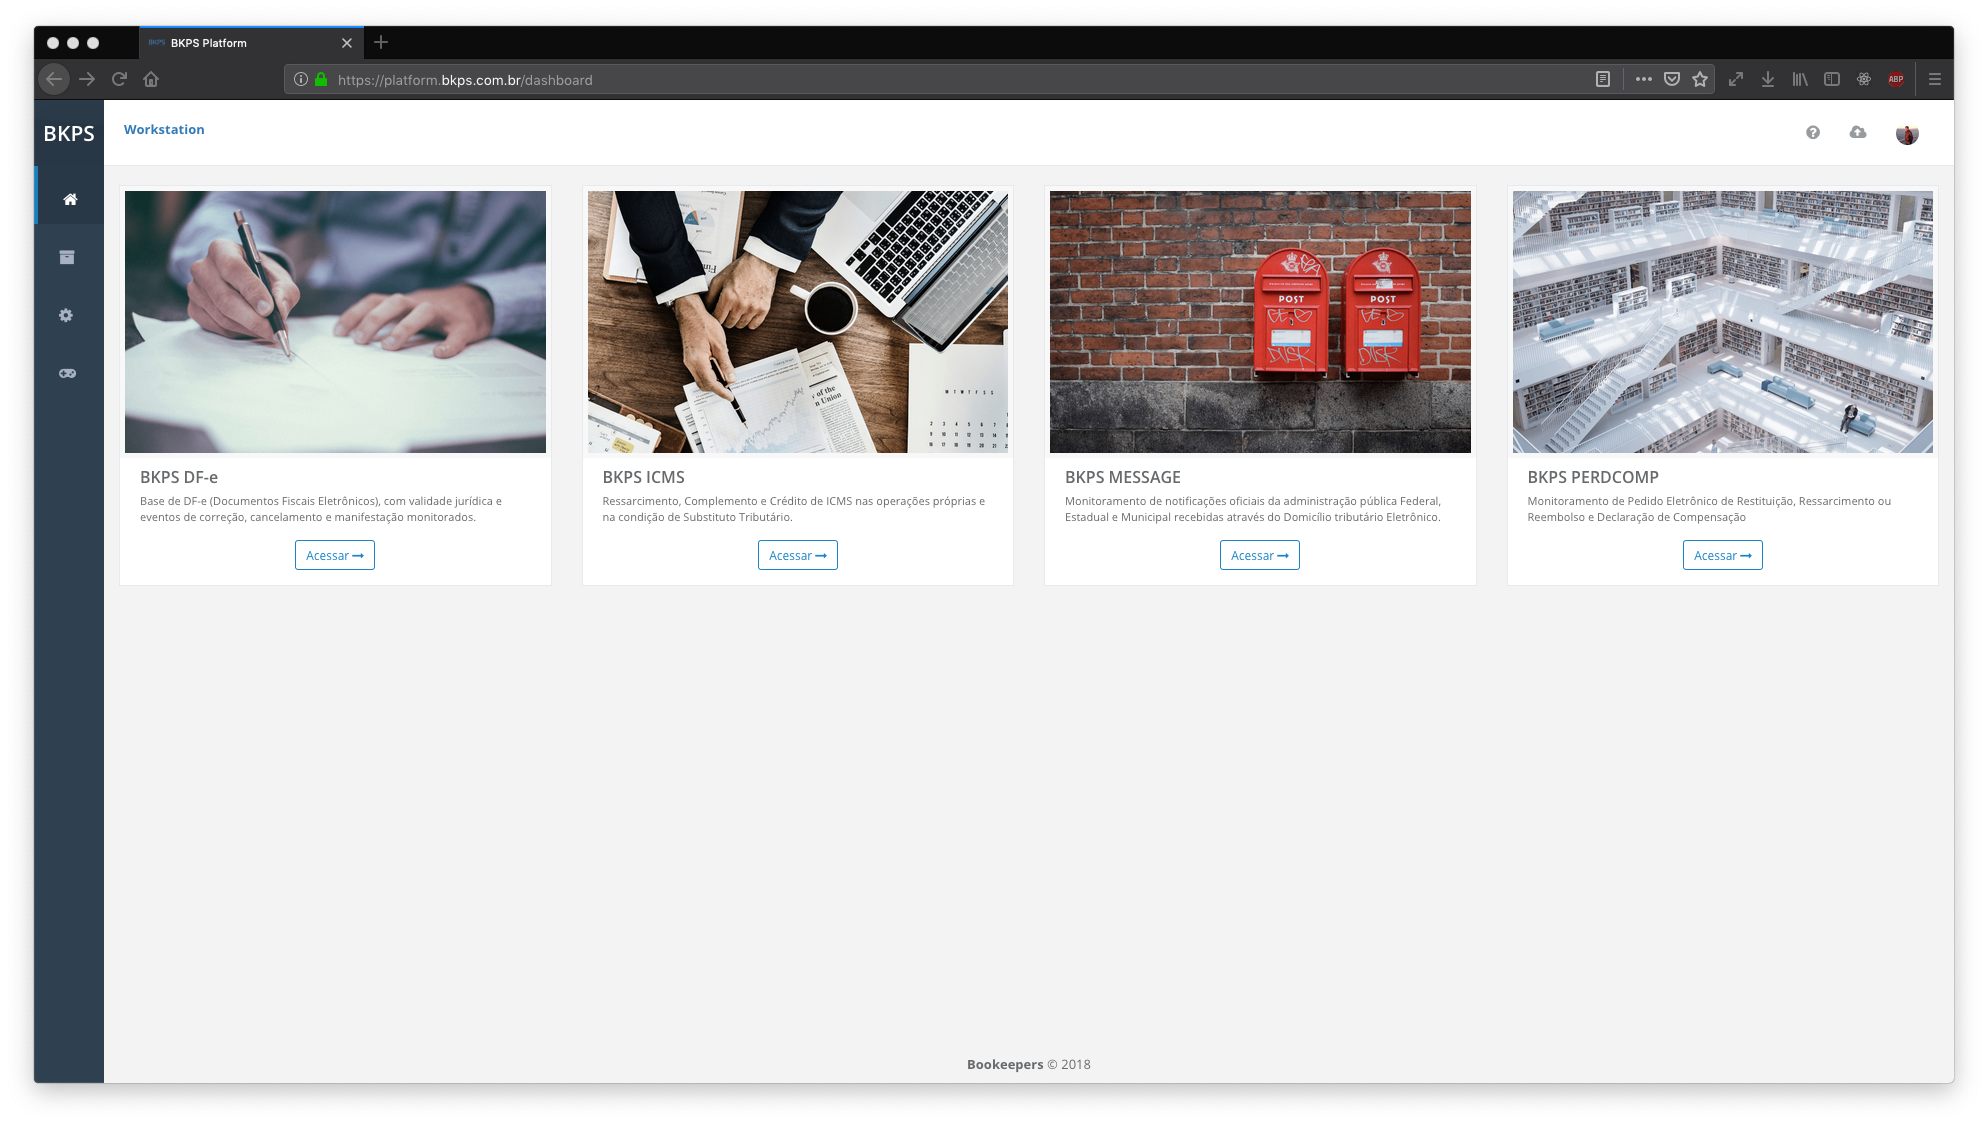 BKPS Platform
https://platform.bkps.com.br/dashboard
ABP
BKPS
Workstation
POST
POST
M T W T F S S
BKPS DF-e
Base de DF-e (Documentos Fiscais Eletrônicos), com validade jurídica e
eventos de correção, cancelamento e manifestação monitorados.
Acessar
BKPS ICMS
Ressarcimento, Complemento e Crédito de ICMS nas operações próprias e
na condição de Substituto Tributário.
Acessar
BKPS MESSAGE
Monitoramento de notificações oficiais da administração pública Federal,
Estadual e Municipal recebidas através do Domicílio tributário Eletrônico.
Acessar
BKPS PERDCOMP
Monitoramento de Pedido Eletrônico de Restituição, Ressarcimento ou
Reembolso e Declaração de Compensação
Acessar
Bookeepers © 2018